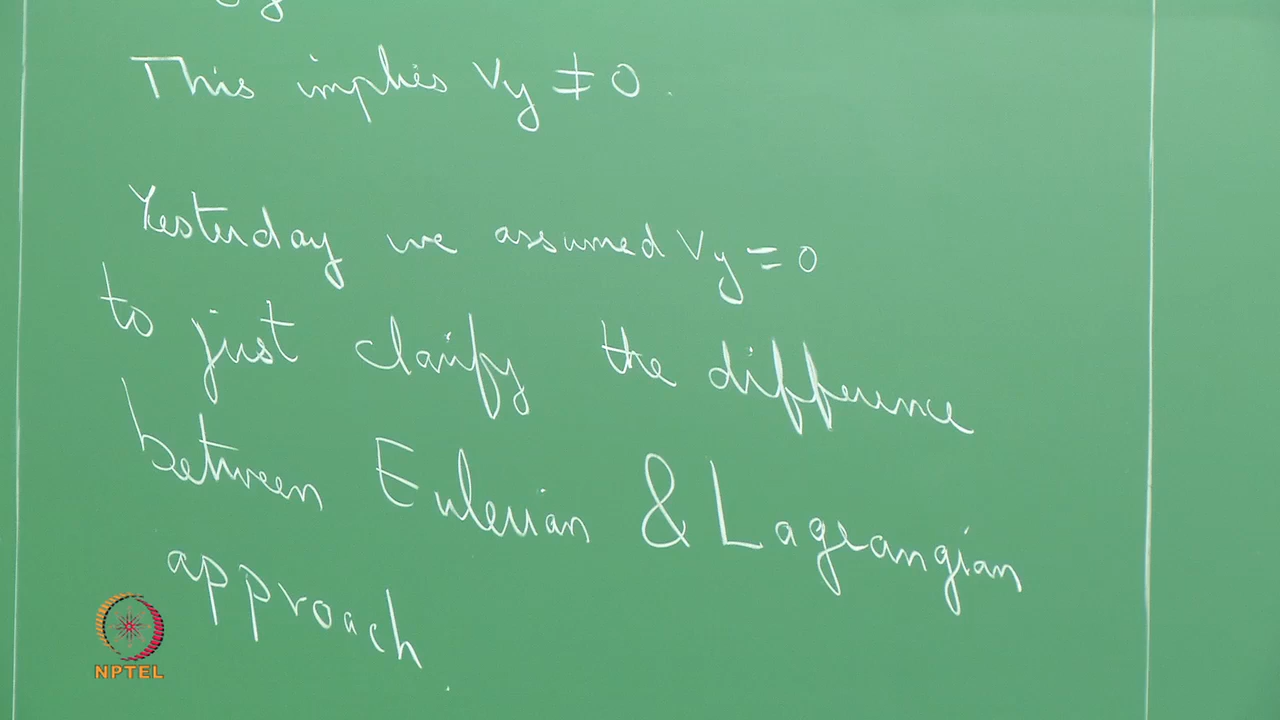 This implies Vy ≠ 0.
Yesterday we assumed Vy = 0
to just clarify the difference
between Eulerian & Lagrangian
approach.
NPTEL